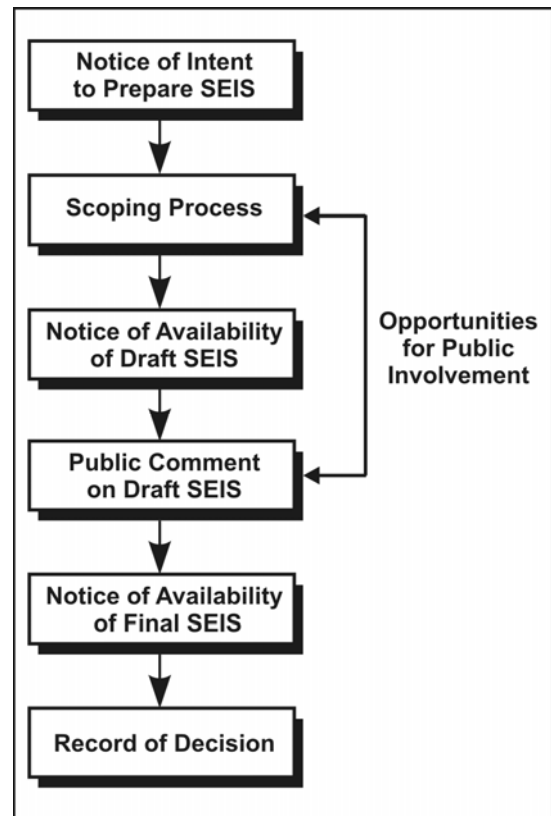 Notice of Intent
to Prepare SEIS
Scoping Process
Notice of Availability
of Draft SEIS
Opportunities
for Public
Involvement
Public Comment
on Draft SEIS
Notice of Availability
of Final SEIS
Record of Decision